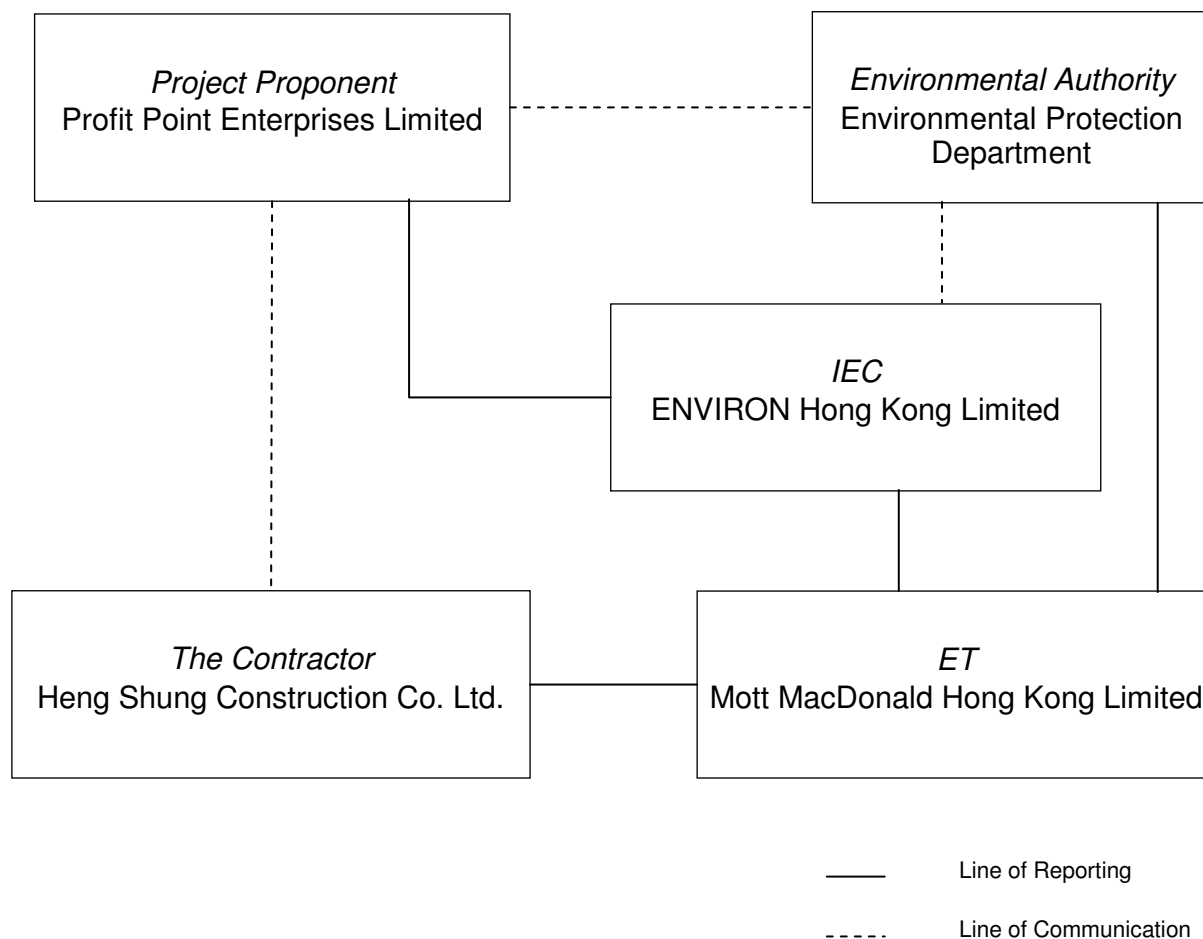 Project Proponent
Profit Point Enterprises Limited
Environmental Authority
Environmental Protection
Department
IEC
ENVIRON Hong Kong Limited
The Contractor
Heng Shung Construction Co. Ltd.
ET
Mott MacDonald Hong Kong Limited
Line of Reporting
Line of Communication